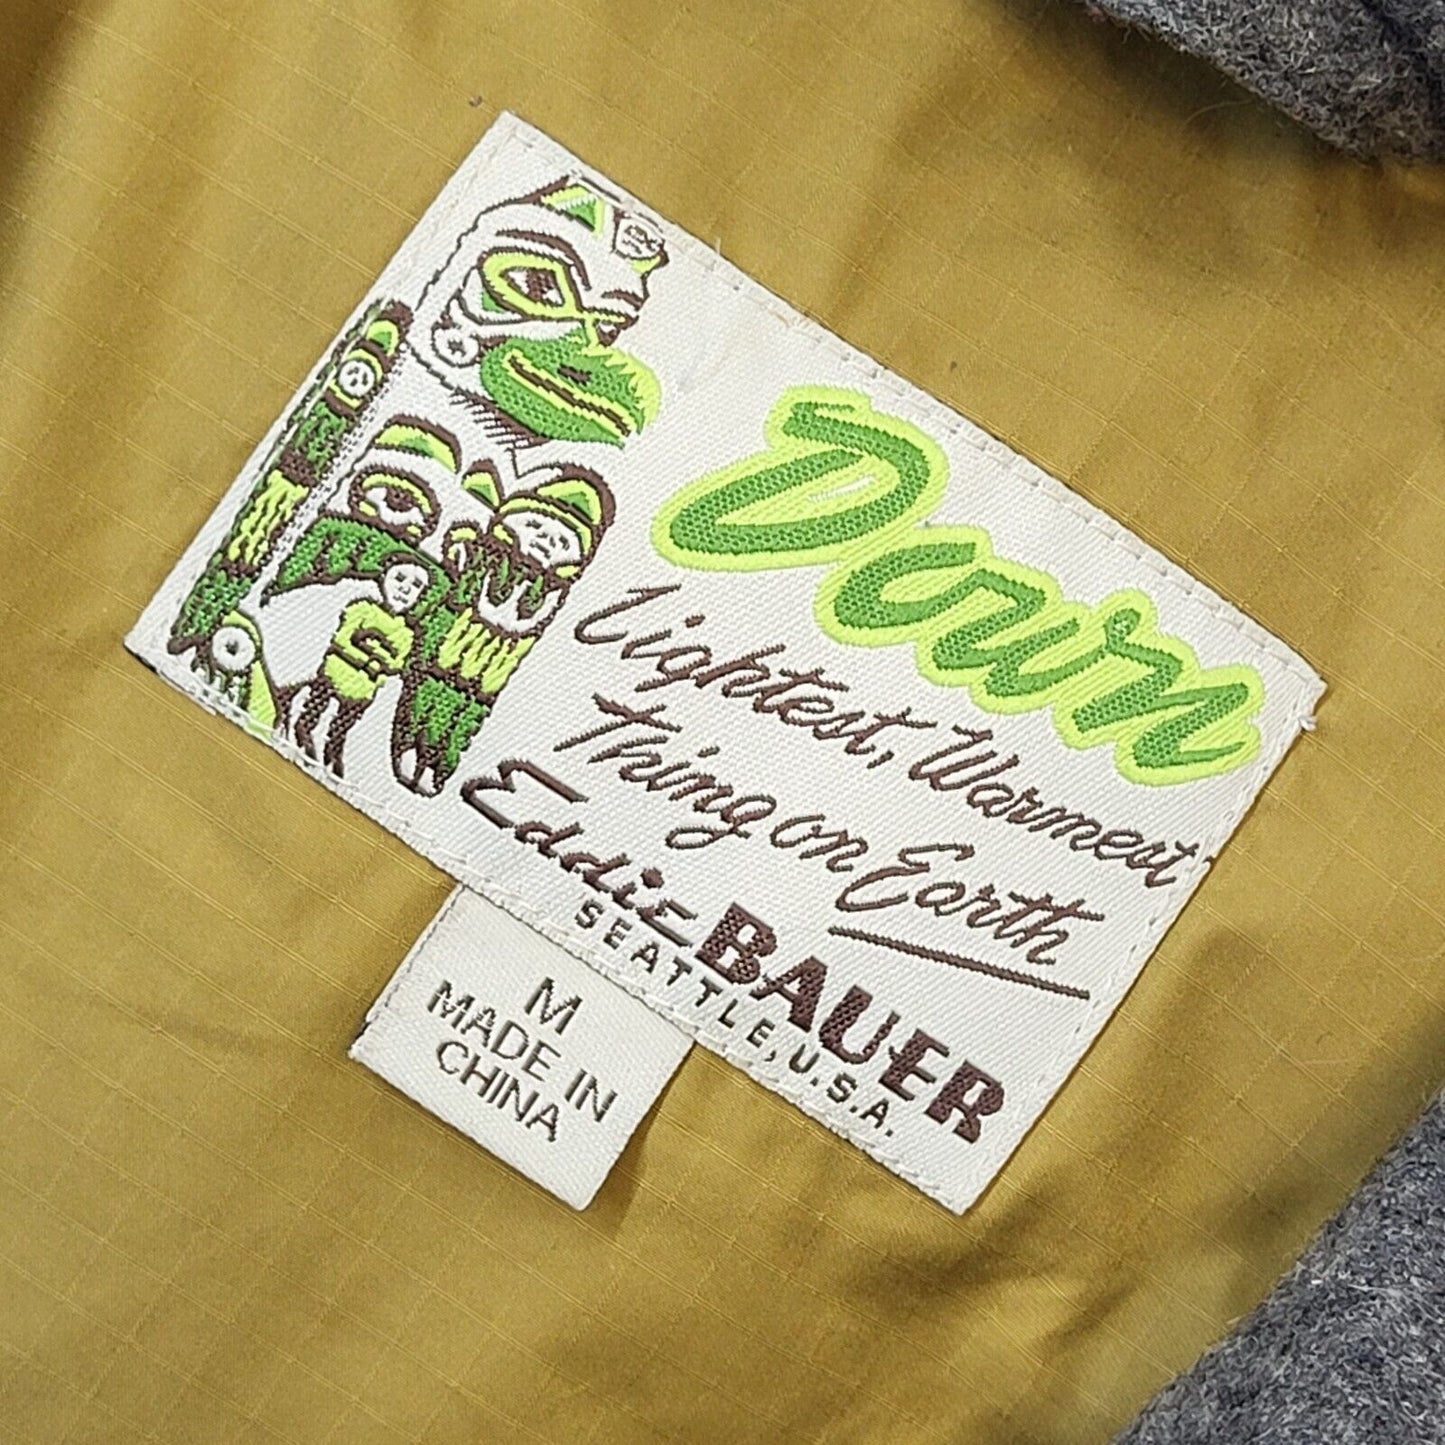 Down
Lightest, Warmest
Thing on Earth
Eddie BAUER
SEATTLE, U.S.A.
M
MADE IN
CHINA